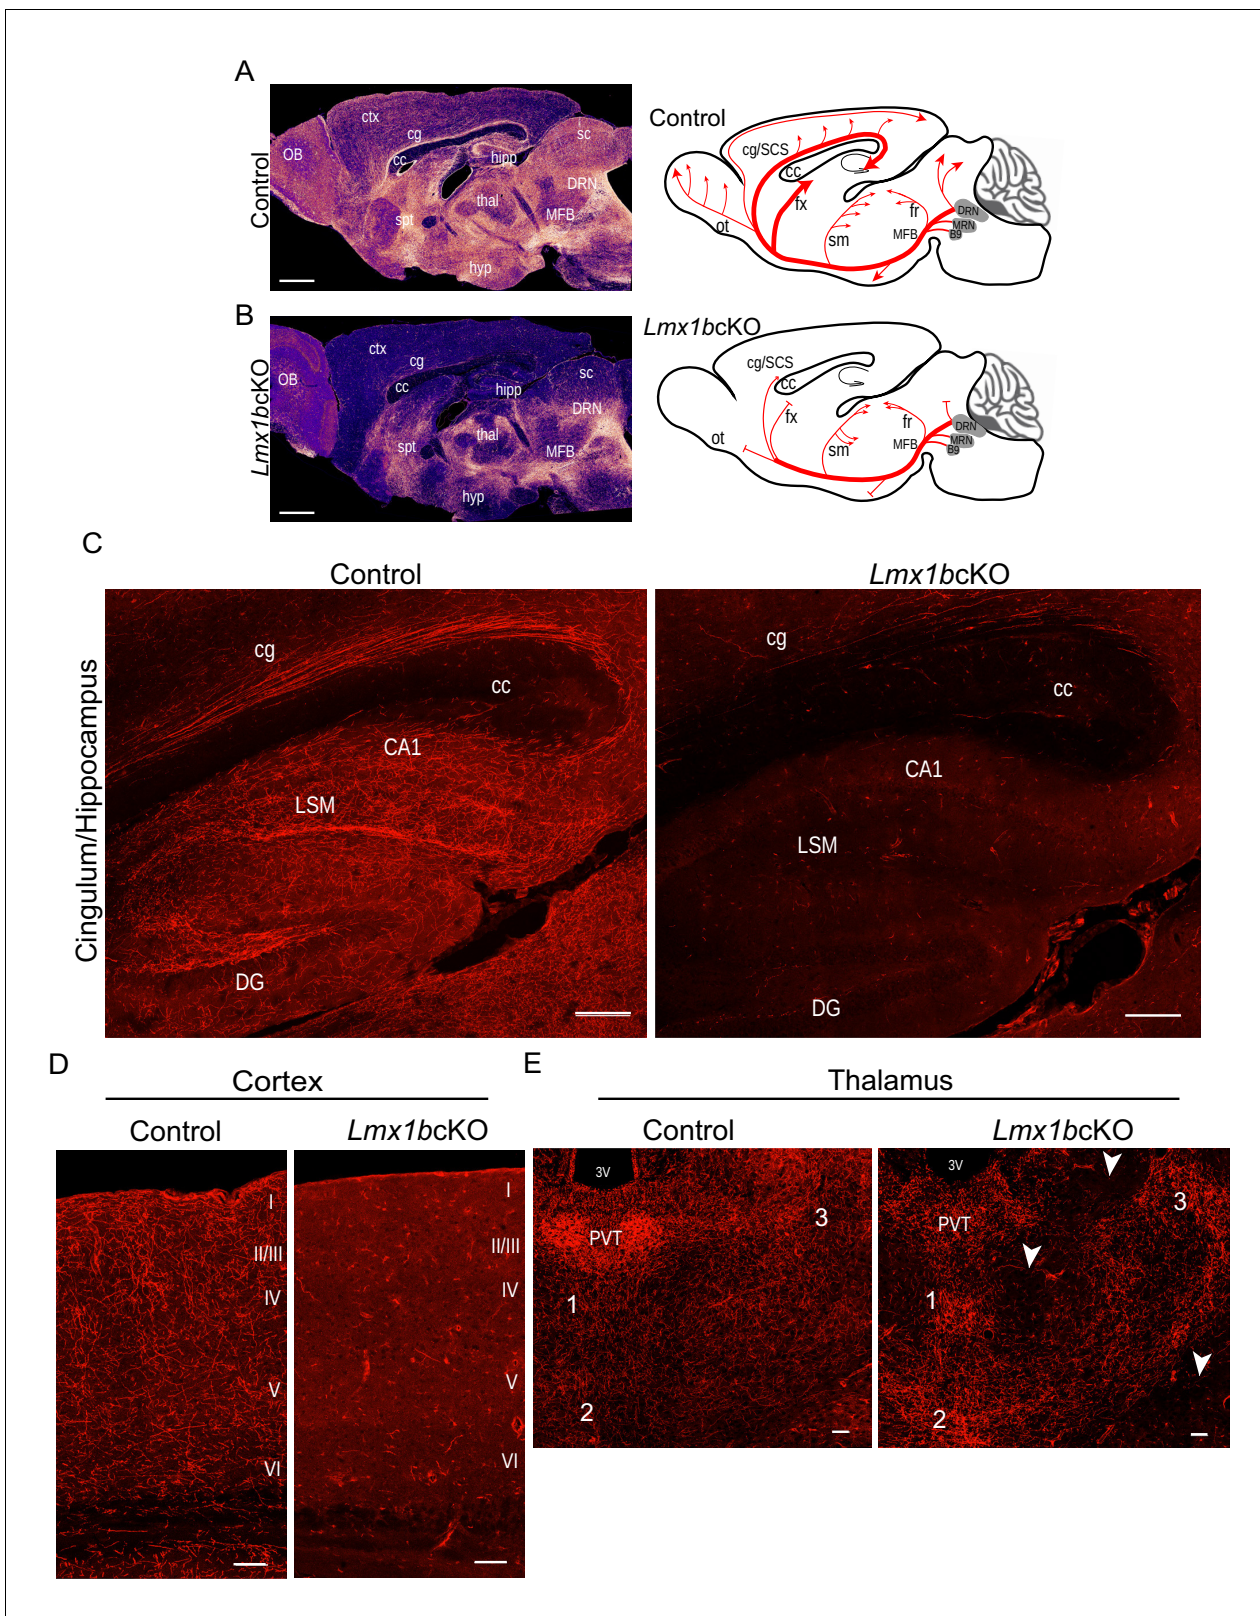 A
Control
OB
ctx
cg
cc
hipp
sc
DRN
thal
MFB
spt
hyp
Control
cg/SCS
cc
fx
ot
sm
fr
MFB
DRN
MRN
B9
B
Lmx1bcKO
OB
ctx
cg
cc
hipp
sc
DRN
thal
MFB
spt
hyp
Lmx1bcKO
cg/SCS
cc
fx
ot
sm
fr
MFB
DRN
MRN
B9
C
Cingulum/Hippocampus
Control
cg
cc
CA1
LSM
DG
Lmx1bcKO
cg
cc
CA1
LSM
DG
D
Cortex
Control
I
II/III
IV
V
VI
Lmx1bcKO
I
II/III
IV
V
VI
E
Thalamus
Control
3V
PVT
3
1
2
Lmx1bcKO
3V
PVT
3
1
2